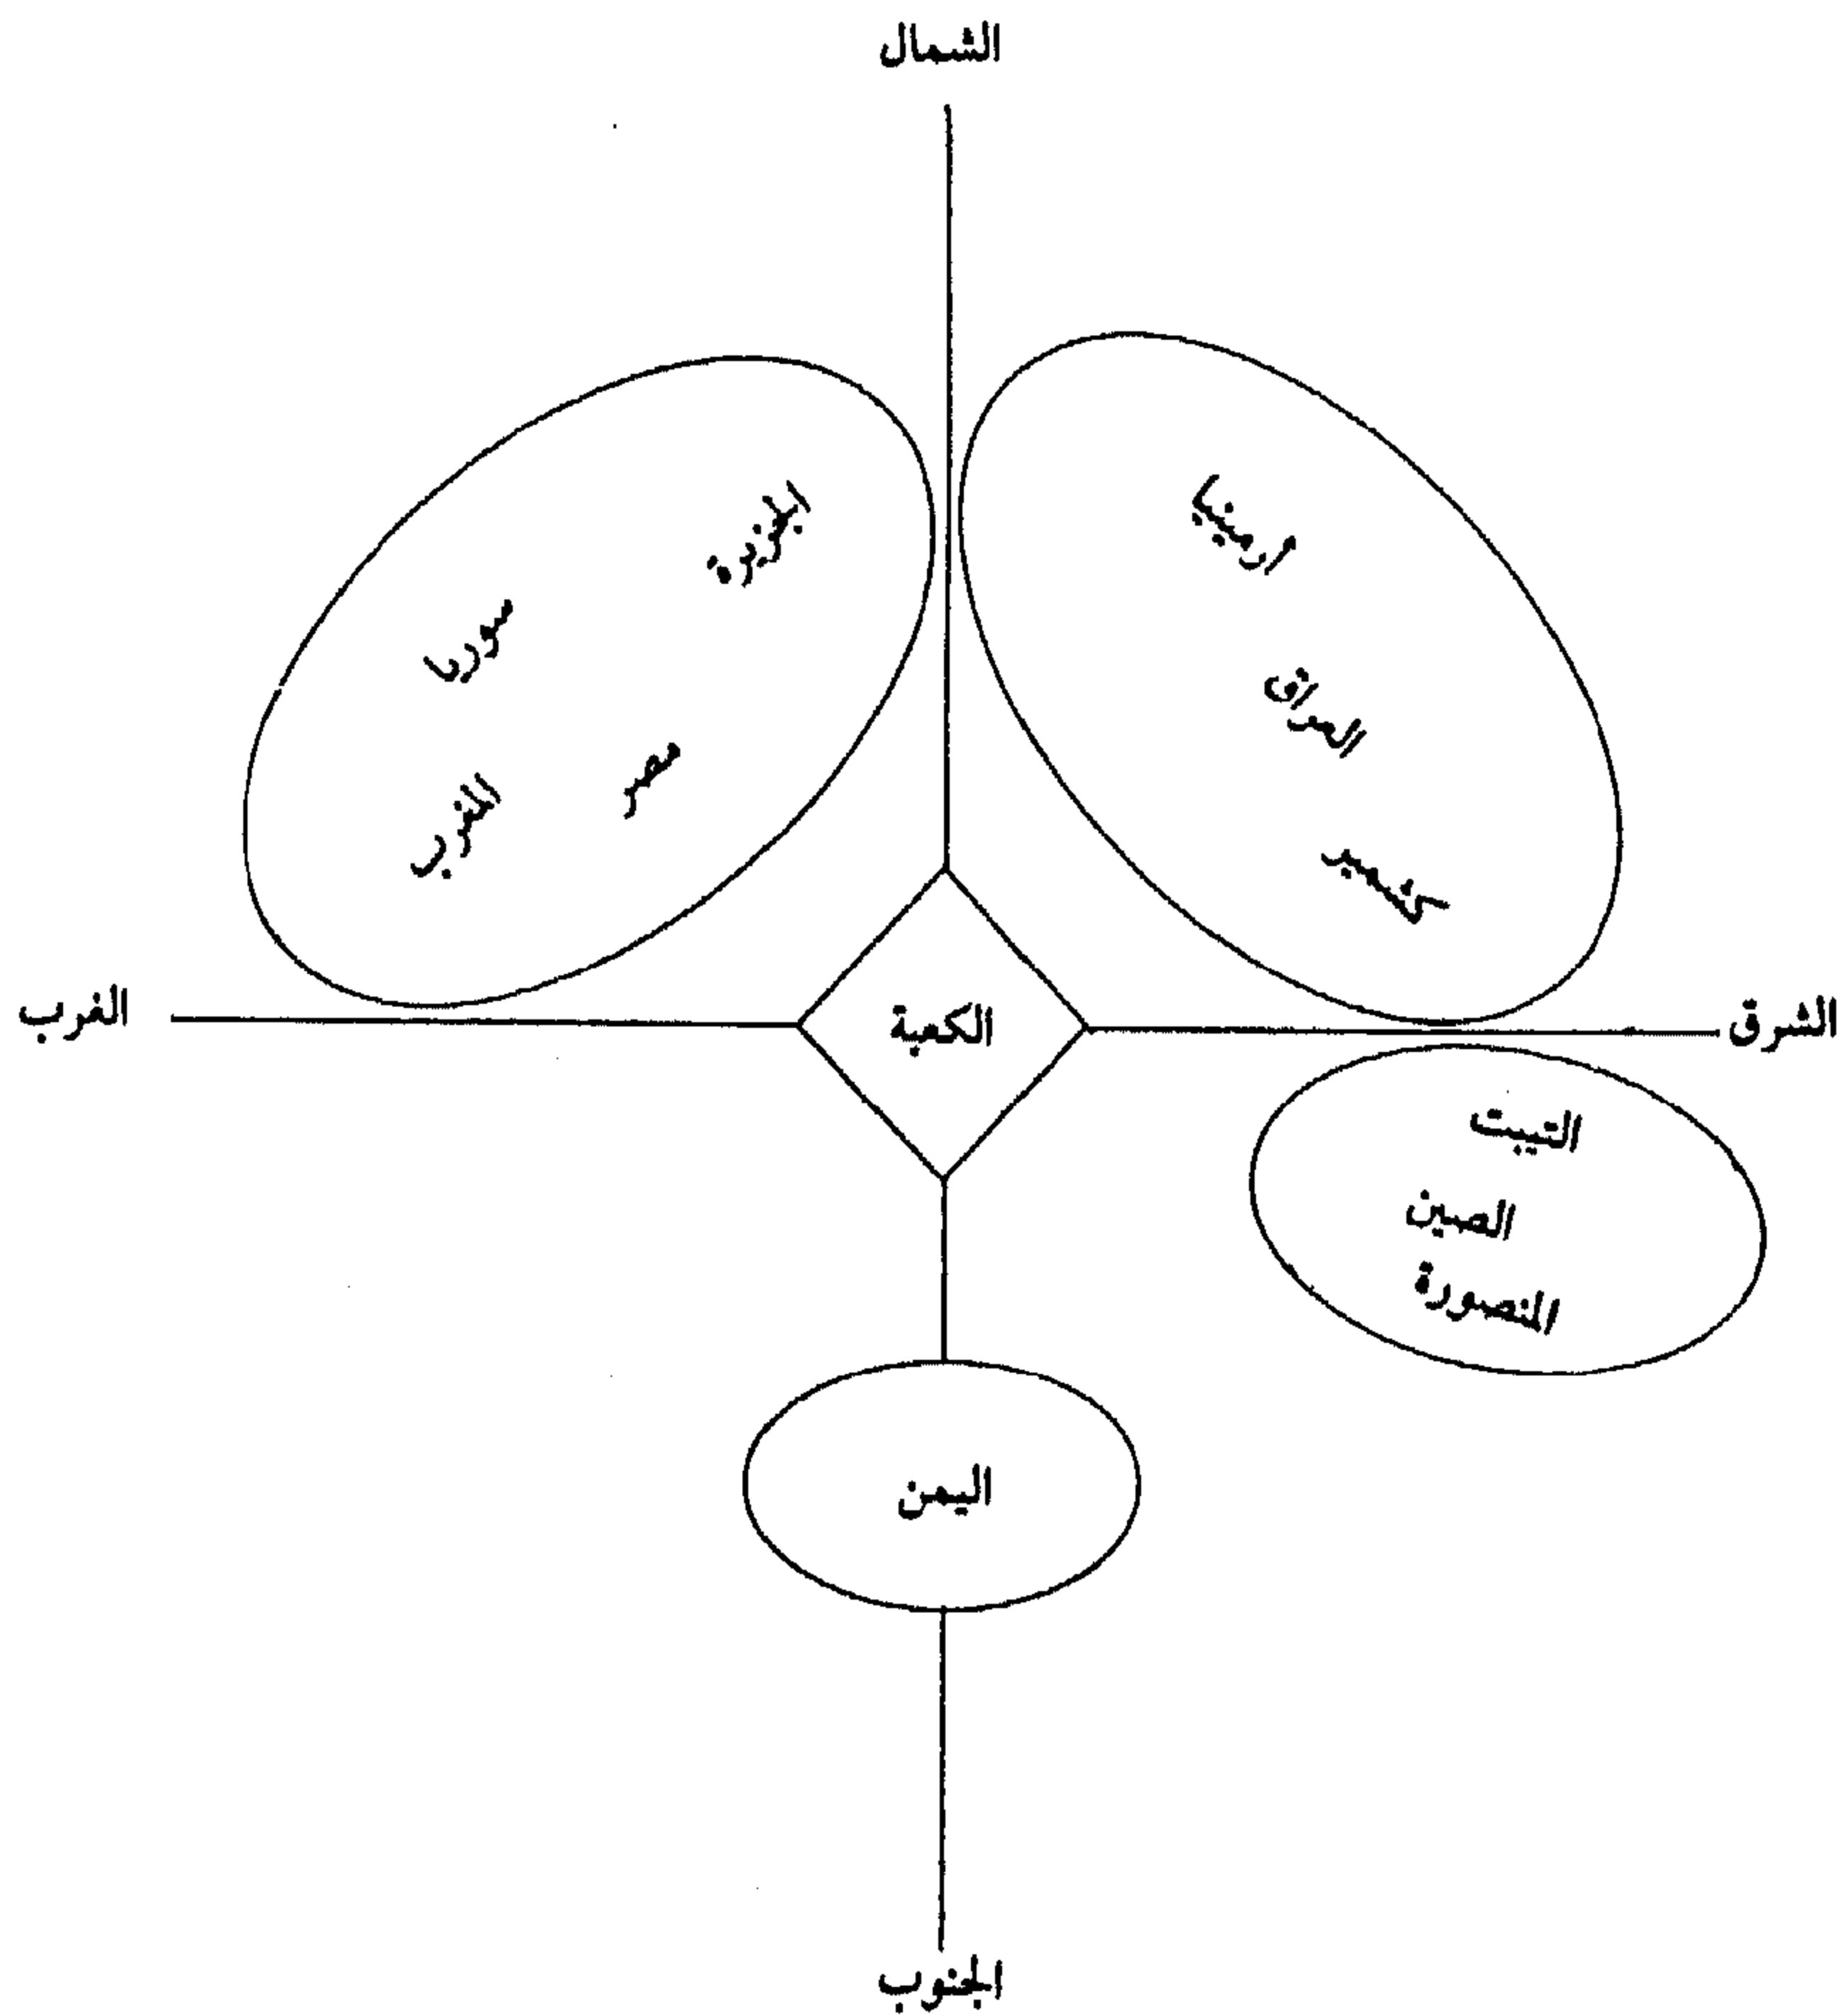 الشمال
الجزيرة
سوريا
مصر
المغرب
ارمينيا
العراق
كشمير
الغرب
الكعبة
الشرق
التبت
الصين
المنصورة
اليمن
الجنوب